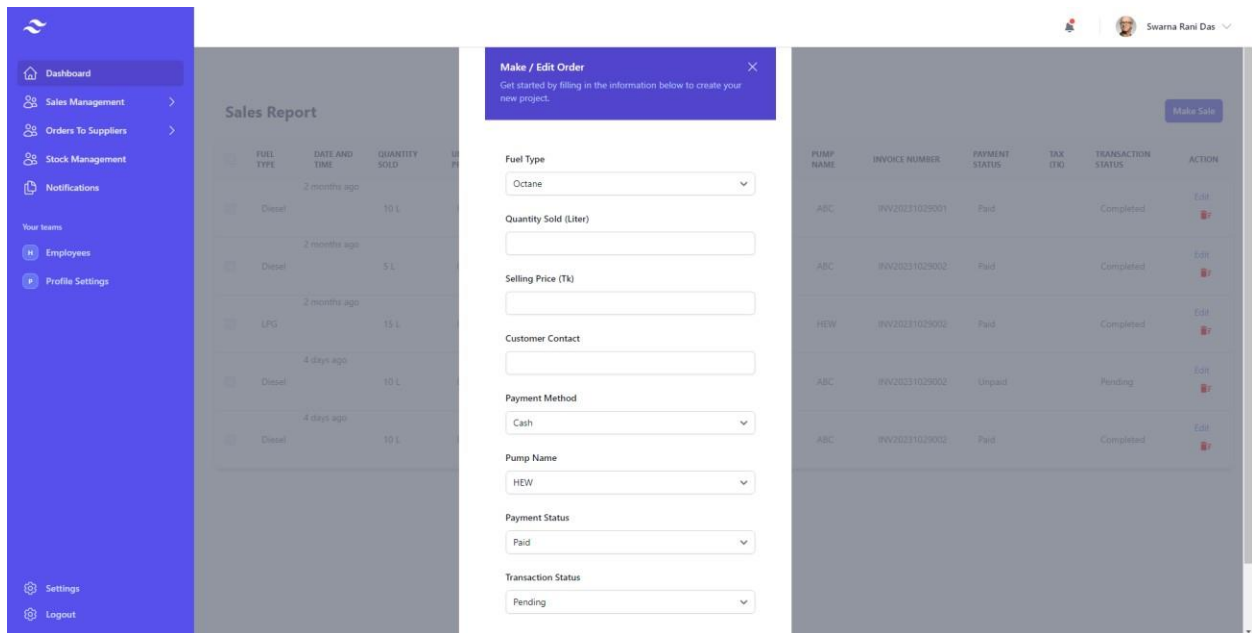 Swarna Rani Das
Dashboard
Sales Management
Orders To Suppliers
Stock Management
Notifications
Your teams
H Employees
P Profile Settings
Settings
Logout
Sales Report
Make Sale
FUEL TYPE DATE AND TIME QUANTITY SOLD PUMP NAME INVOICE NUMBER PAYMENT STATUS TAX (TK) TRANSACTION STATUS ACTION
Diesel 2 months ago 10 L ABC INV20231029001 Paid Completed Edit
Diesel 2 months ago 5 L ABC INV20231029002 Paid Completed Edit
LPG 2 months ago 15 L HEW INV20231029002 Paid Completed Edit
Diesel 4 days ago 10 L ABC INV20231029002 Unpaid Pending Edit
Diesel 4 days ago 10 L ABC INV20231029002 Paid Completed Edit
Make / Edit Order
Get started by filling in the information below to create your
new project.
Fuel Type
Octane
Quantity Sold (Liter)
Selling Price (Tk)
Customer Contact
Payment Method
Cash
Pump Name
HEW
Payment Status
Paid
Transaction Status
Pending